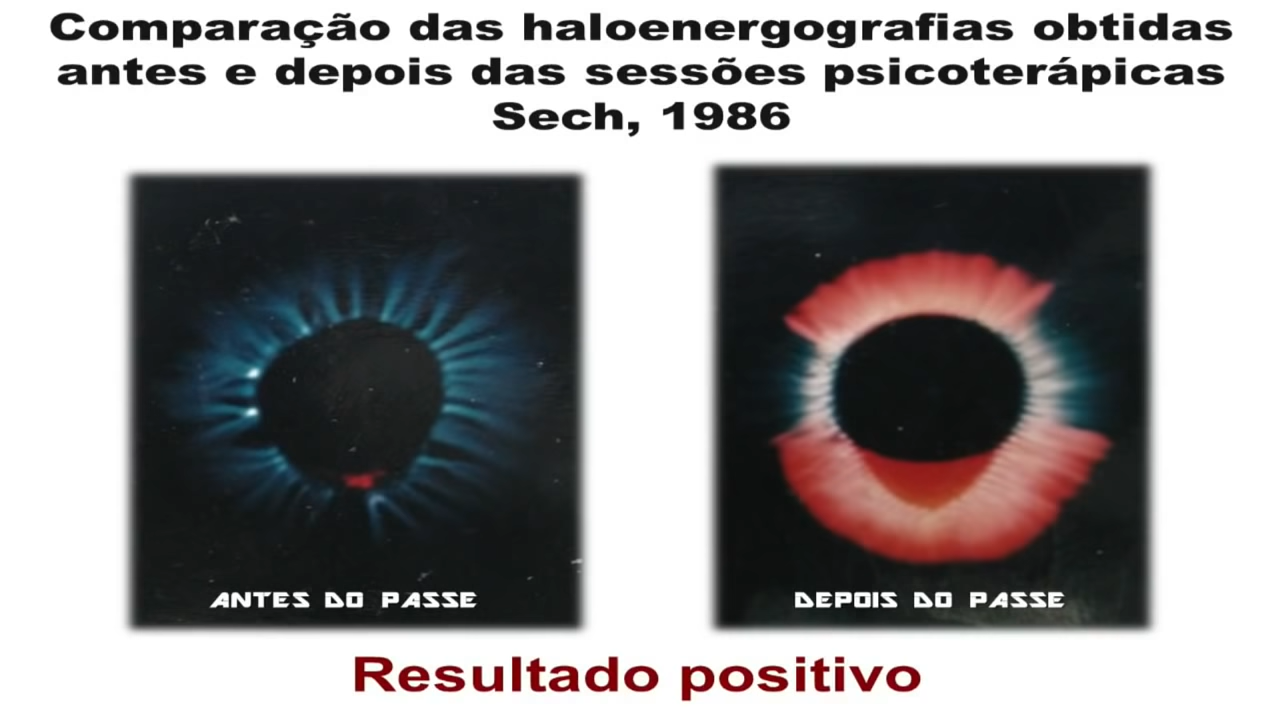 Comparação das haloenergografias obtidas
antes e depois das sessões psicoterápicas
Sech, 1986
ANTES DO PASSE
DEPOIS DO PASSE
Resultado positivo